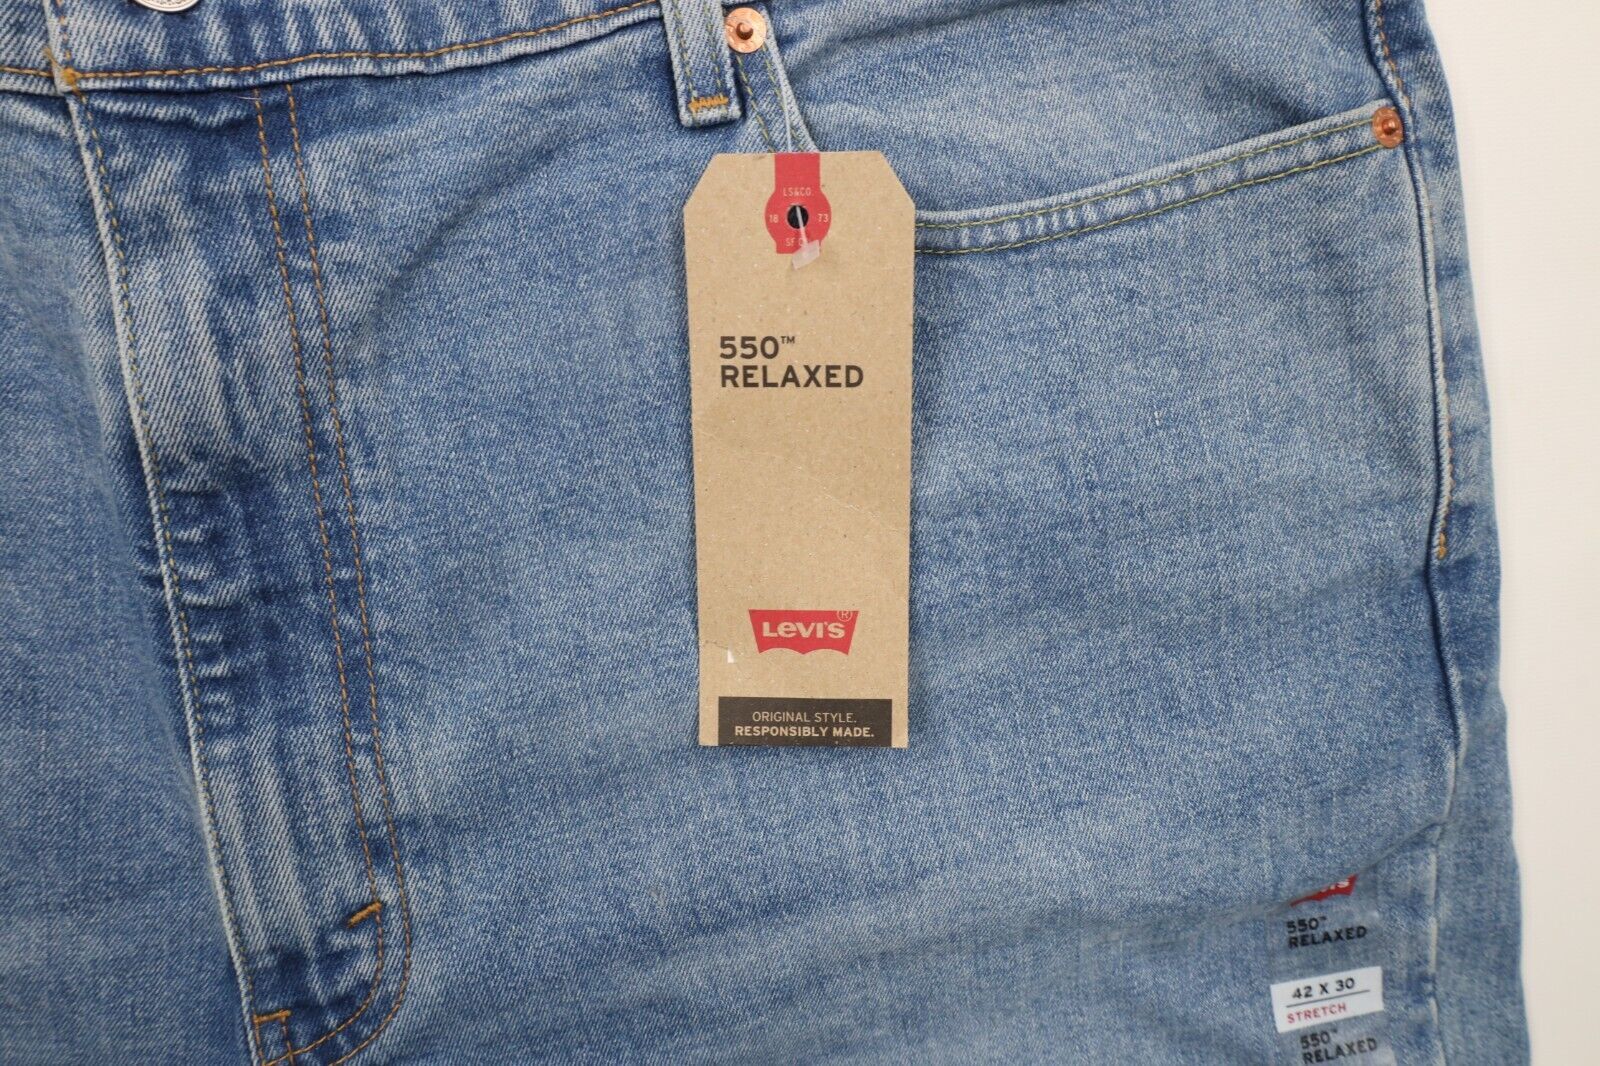 LS&CO
18 73
SF
550™
RELAXED
Levi's®
ORIGINAL STYLE.
RESPONSIBLY MADE.
550™
RELAXED
42 X 30
STRETCH
550™
RELAXED